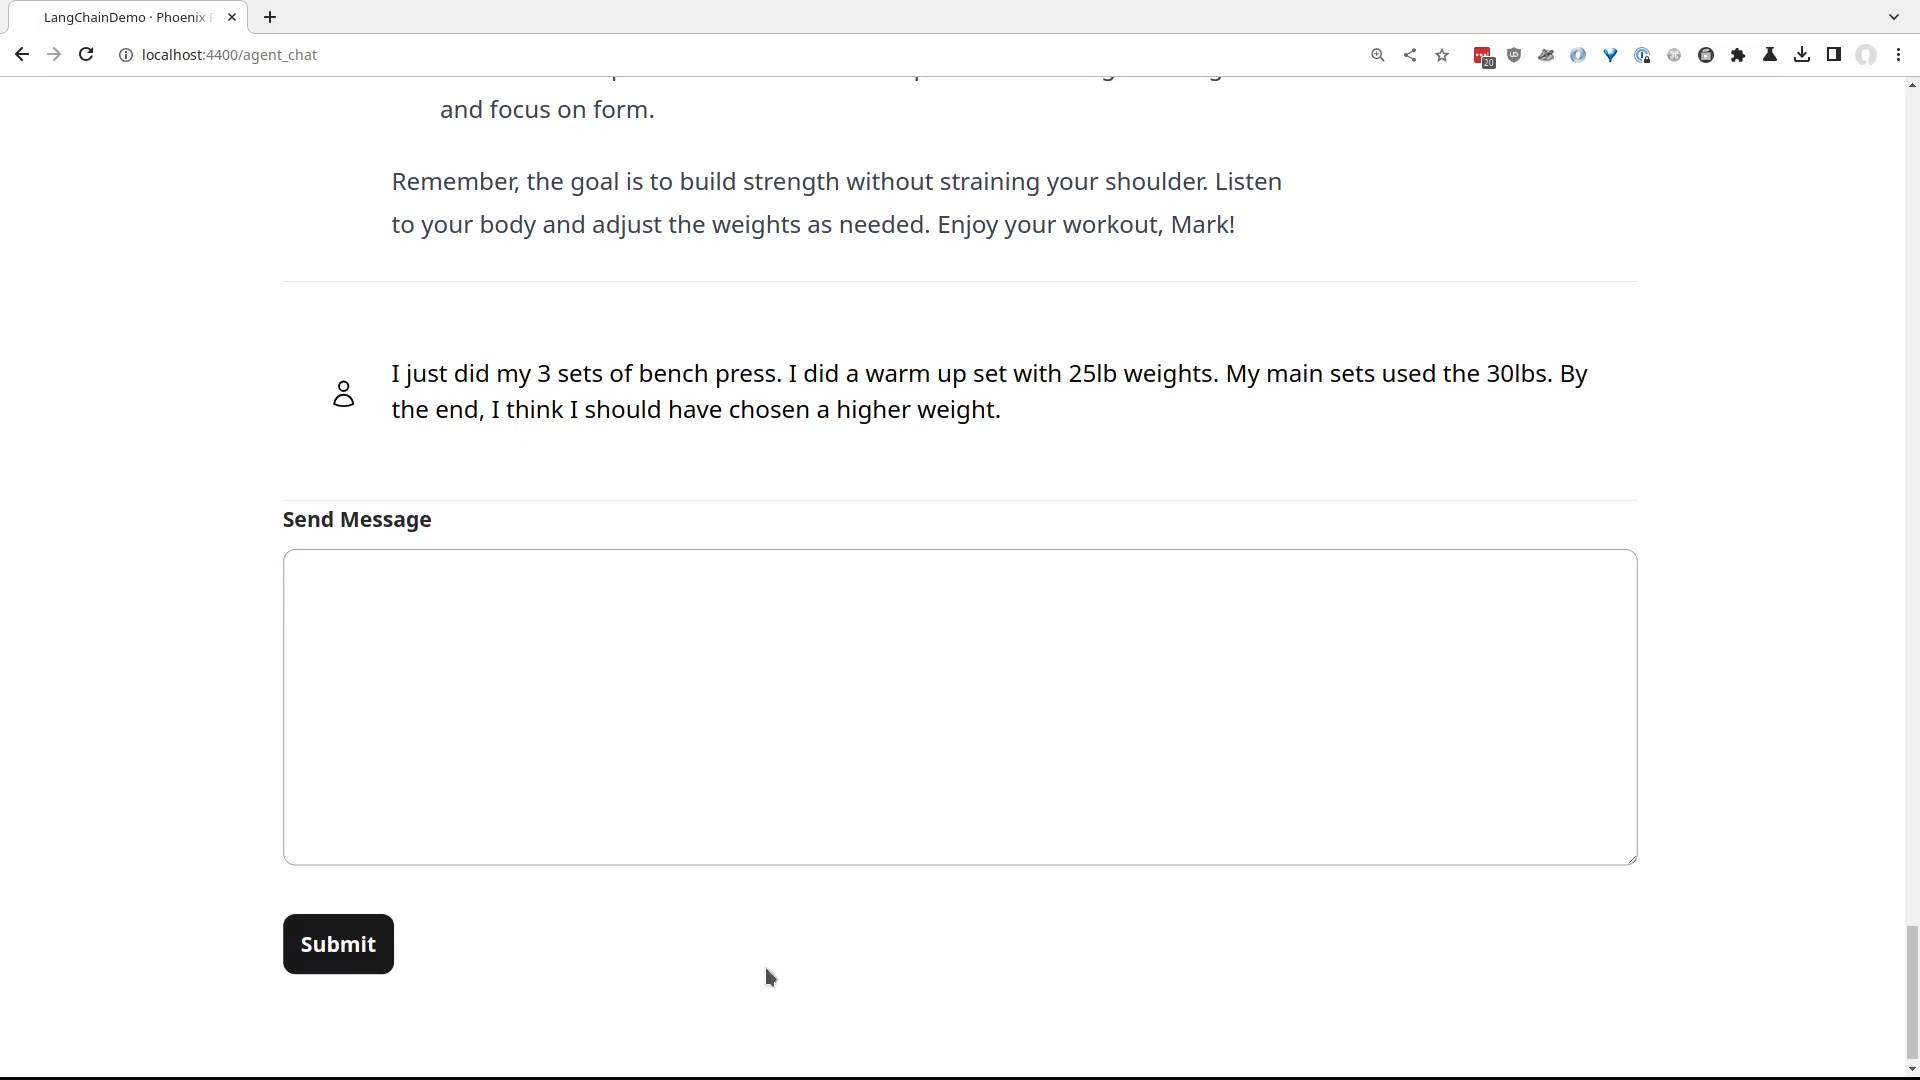 LangChainDemo · Phoenix
localhost:4400/agent_chat
20
and focus on form.
Remember, the goal is to build strength without straining your shoulder. Listen
to your body and adjust the weights as needed. Enjoy your workout, Mark!
I just did my 3 sets of bench press. I did a warm up set with 25lb weights. My main sets used the 30lbs. By
the end, I think I should have chosen a higher weight.
Send Message
Submit